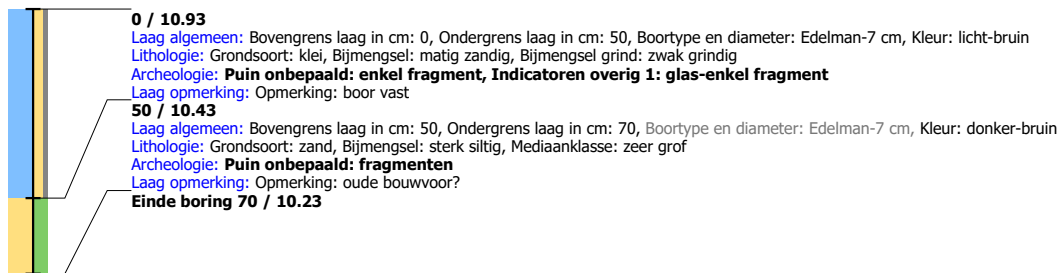 0 / 10.93
Laag algemeen: Bovengrens laag in cm: 0, Ondergrens laag in cm: 50, Boortype en diameter: Edelman-7 cm, Kleur: licht-bruin
Lithologie: Grondsoort: klei, Bijmengsel: matig zandig, Bijmengsel grind: zwak grindig
Archeologie: Puin onbepaald: enkel fragment, Indicatoren overig 1: glas-enkel fragment
Laag opmerking: Opmerking: boor vast
50 / 10.43
Laag algemeen: Bovengrens laag in cm: 50, Ondergrens laag in cm: 70, Boortype en diameter: Edelman-7 cm, Kleur: donker-bruin
Lithologie: Grondsoort: zand, Bijmengsel: sterk siltig, Mediaanklasse: zeer grof
Archeologie: Puin onbepaald: fragmenten
Laag opmerking: Opmerking: oude bouwvoor?
Einde boring 70 / 10.23